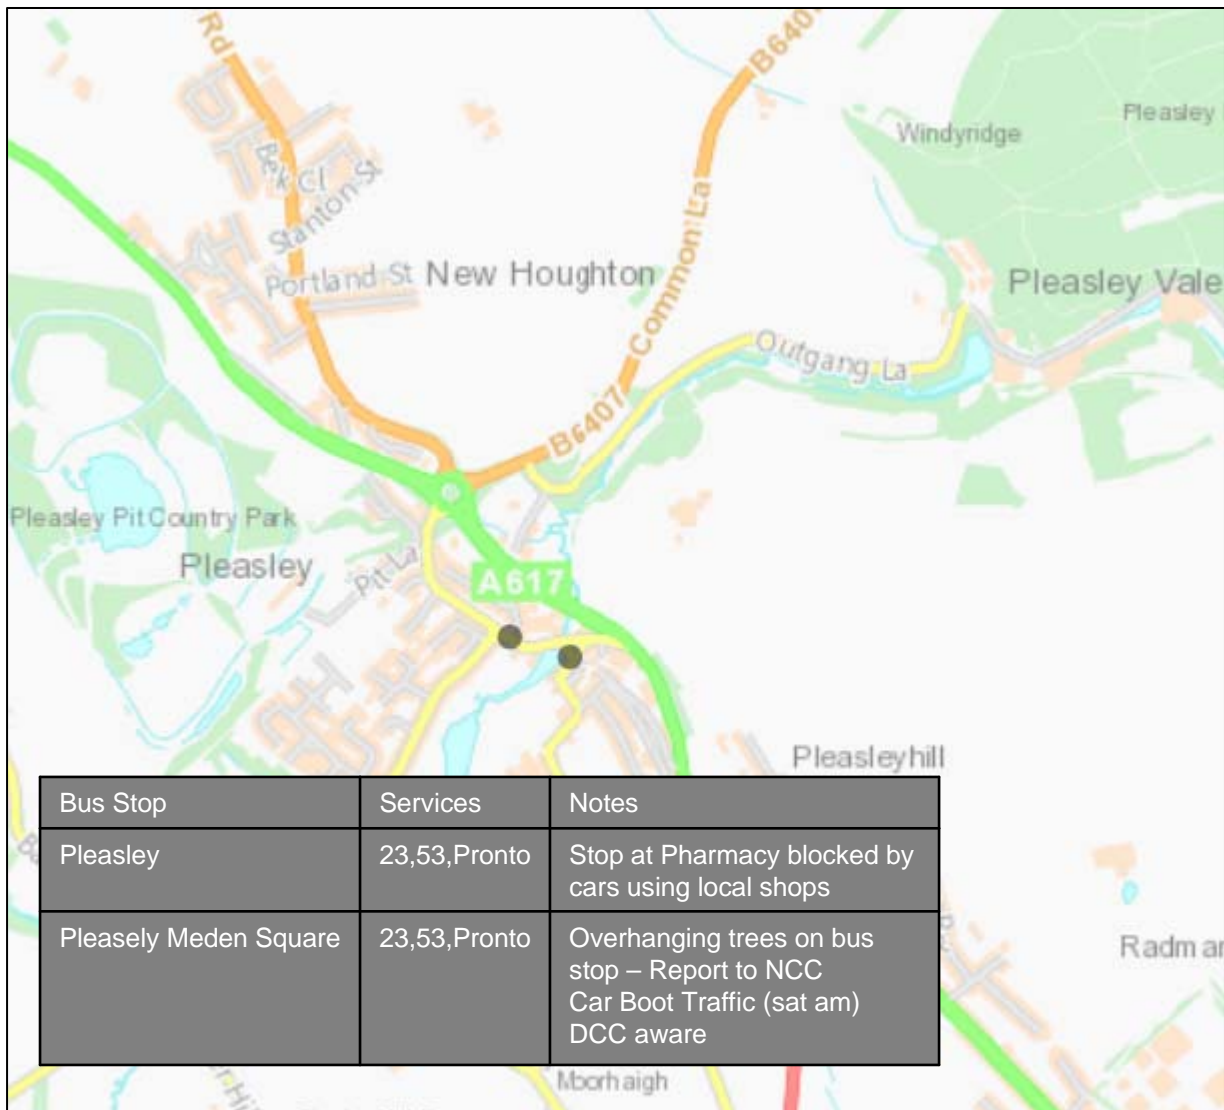 Rd
B640
Windyridge
Pleasley
Bek Cl
Stanton St
Portland St
New Houghton
Common La
Pleasley Vale
Outgang La
B6407
Pleasley Pit Country Park
Pleasley
Pit La
A617
Pleasleyhill
Bus Stop Services Notes
Pleasley 23,53,Pronto Stop at Pharmacy blocked by
cars using local shops
Pleasely Meden Square 23,53,Pronto Overhanging trees on bus
stop – Report to NCC
Car Boot Traffic (sat am)
DCC aware
Radmar
Moorhaigh